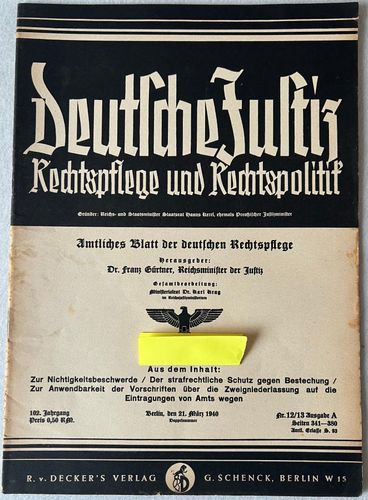 Deutsche Justiz
Rechtspflege und Rechtspolitik
Gründer: Reichs- und Staatsminister Staatsrat Hanns Kerrl, ehemals Preußischer Justizminister
Amtliches Blatt der deutschen Rechtspflege
Herausgeber:
Dr. Franz Gürtner, Reichsminister der Justiz
Gesamtbearbeitung:
Ministerialrat Dr. Karl Krug
im Reichsjustizministerium
Aus dem Inhalt:
Zur Nichtigkeitsbeschwerde / Der strafrechtliche Schutz gegen Bestechung /
Zur Anwendbarkeit der Vorschriften über die Zweigniederlassung auf die
Eintragungen von Amts wegen
102. Jahrgang
Preis 0,50 RM.
Berlin, den 21. März 1940
Doppelnummer
Nr. 12/13 Ausgabe A
Seiten 341—380
Amtl. Erlasse S. 93
R. v. DECKER'S VERLAG
G. SCHENCK, BERLIN W 15